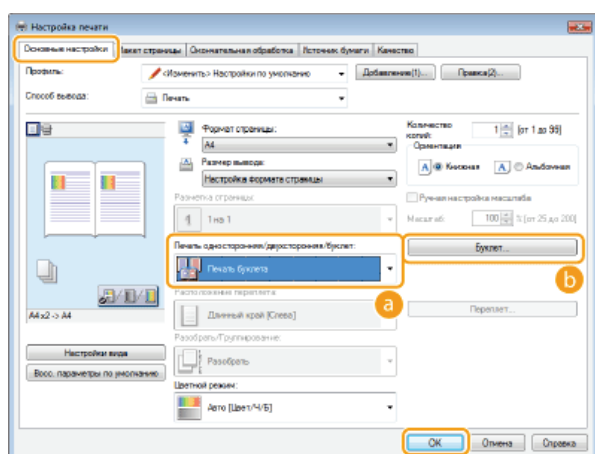 Настройка печати
Основные настройки
Макет страницы
Окончательная обработка
Источник бумаги
Качество
Профиль:
<Изменить> Настройки по умолчанию
Добавление(1)...
Правка(2)...
Способ вывода:
Печать
Формат страницы:
A4
Размер вывода:
Настройка формата страницы
Разметка страницы:
1 на 1
Печать односторонняя/двухсторонняя/буклет:
Печать буклета
a
Расположение переплета:
Длинный край [Слева]
Разобрать/Группирование:
Разобрать
Цветной режим:
Авто [Цвет/Ч/Б]
Количество
копий:
1
[от 1 до 99]
Ориентация
A
Книжная
A
Альбомная
Ручная настройка масштаба
Масштаб:
100
% [от 25 до 200]
Буклет...
b
Переплет...
A4x2 -> A4
Настройки вида
Восс. параметры по умолчанию
OK
Отмена
Справка